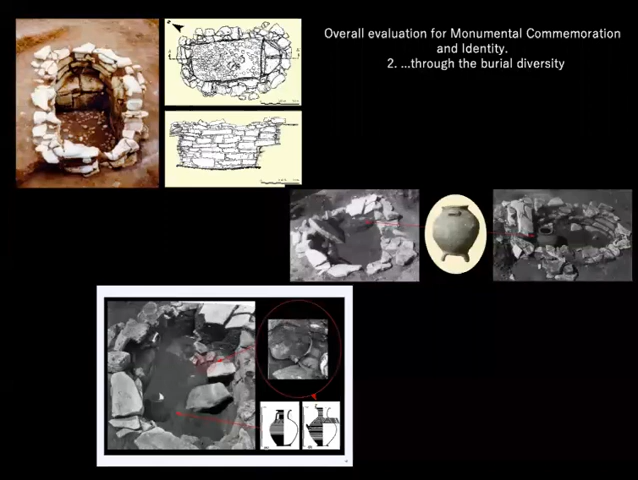 Overall evaluation for Monumental Commemoration
and Identity.
2. ...through the burial diversity